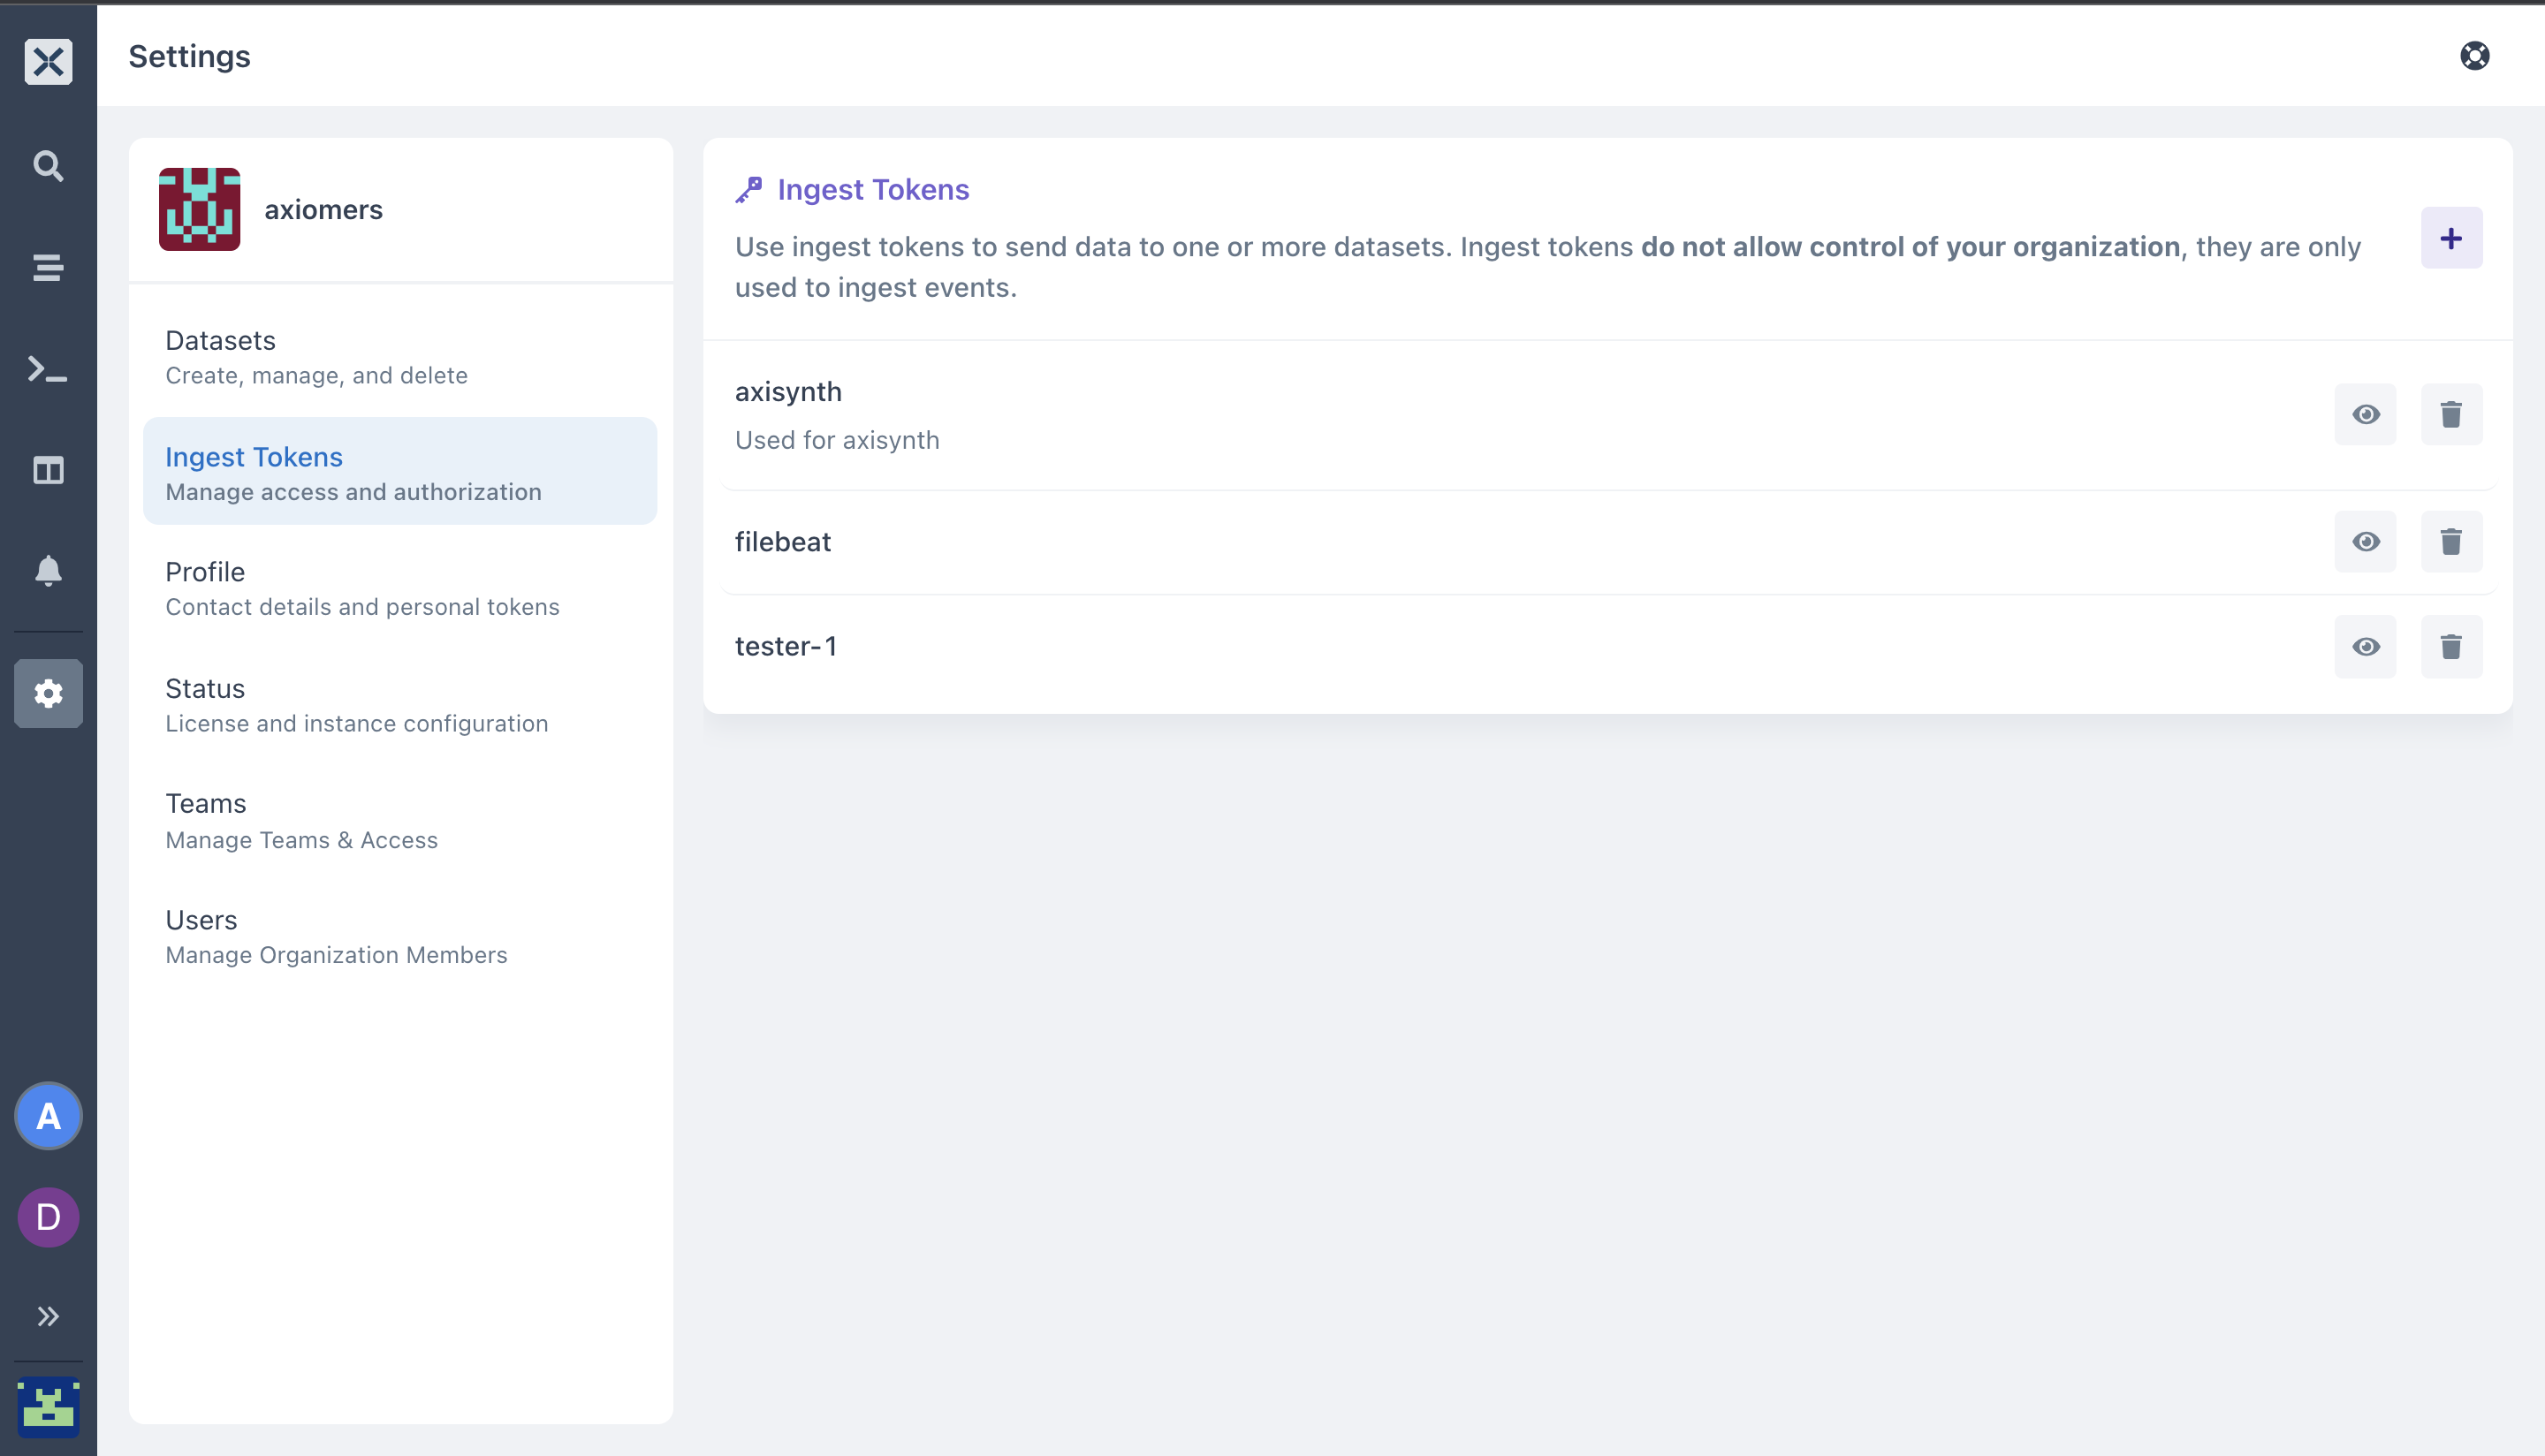 Settings
axiomers
Datasets
Create, manage, and delete
Ingest Tokens
Manage access and authorization
Profile
Contact details and personal tokens
Status
License and instance configuration
Teams
Manage Teams & Access
Users
Manage Organization Members
Ingest Tokens
Use ingest tokens to send data to one or more datasets. Ingest tokens do not allow control of your organization, they are only
used to ingest events.
axisynth
Used for axisynth
filebeat
tester-1
A
D